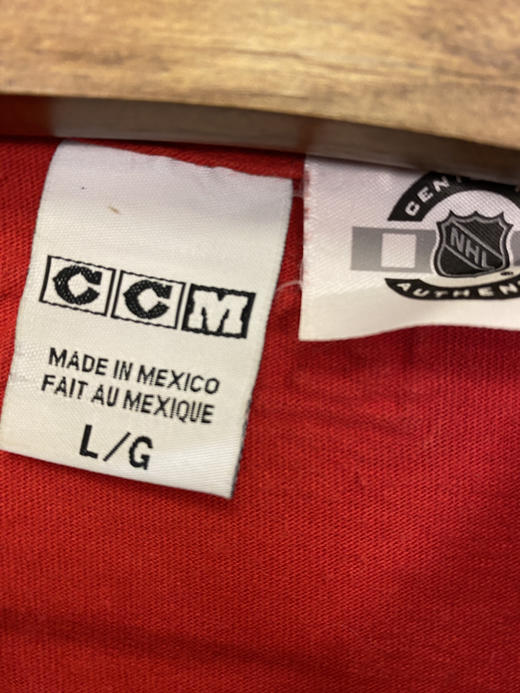 CCM
MADE IN MEXICO
FAIT AU MEXIQUE
L/G
NHL